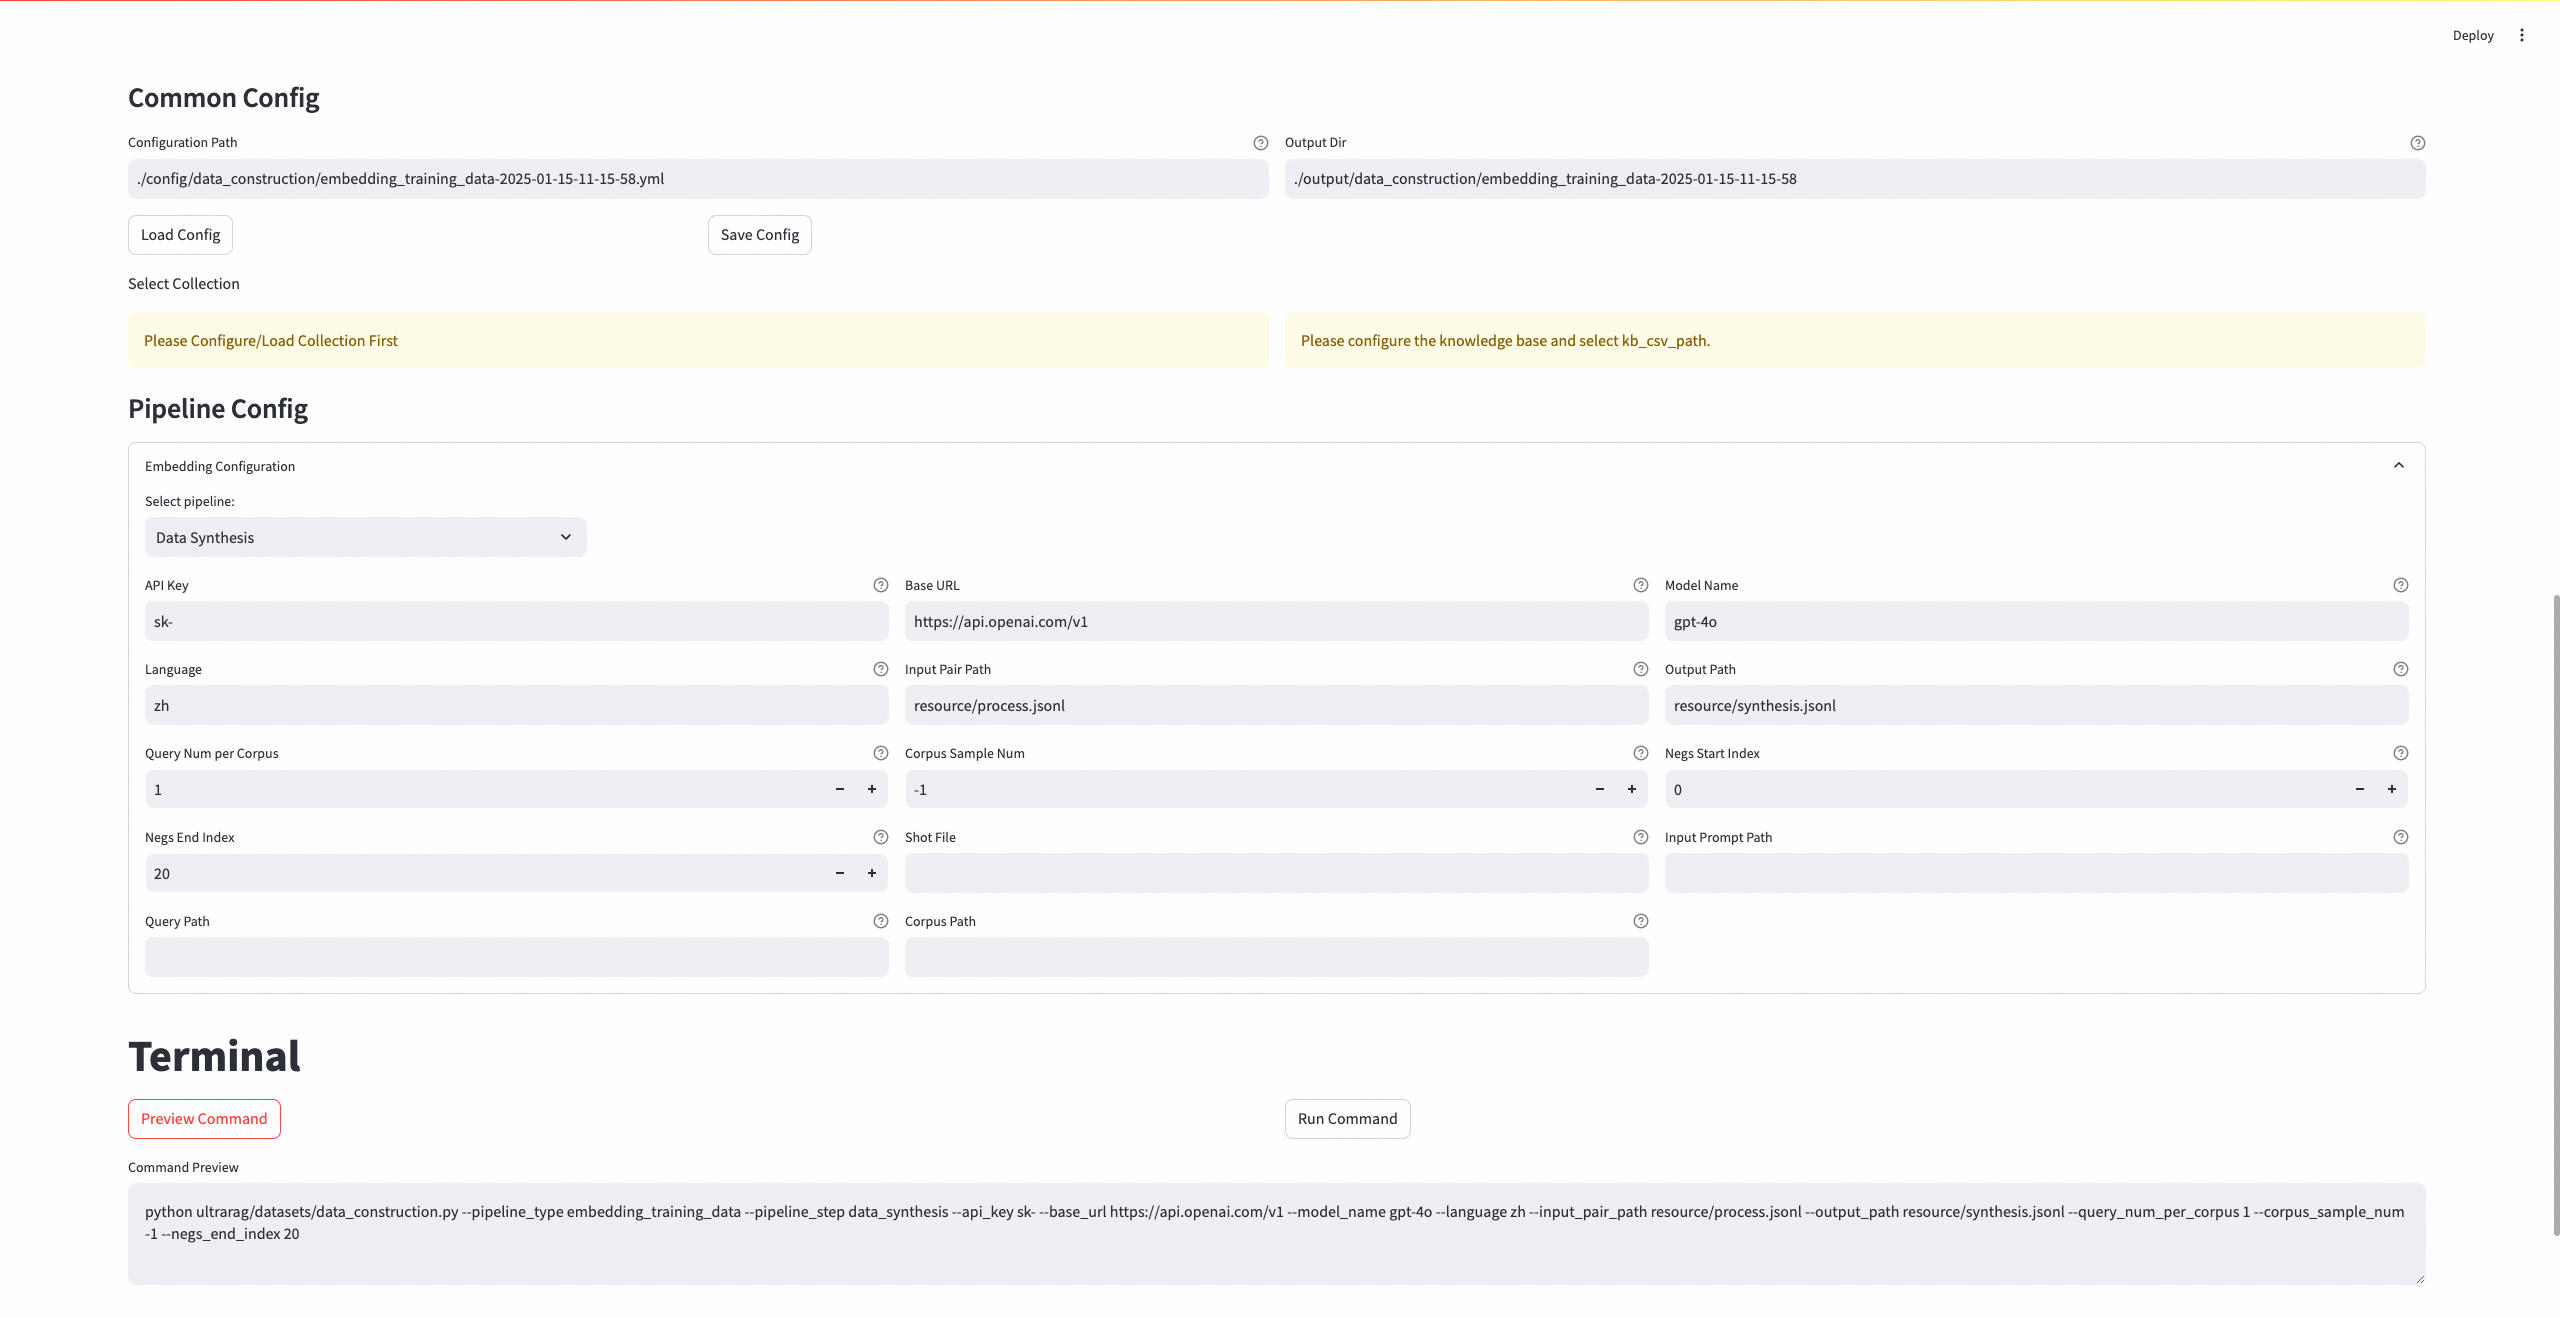 Deploy
Common Config
Configuration Path
Output Dir
./config/data_construction/embedding_training_data-2025-01-15-11-15-58.yml
./output/data_construction/embedding_training_data-2025-01-15-11-15-58
Load Config
Save Config
Select Collection
Please Configure/Load Collection First
Please configure the knowledge base and select kb_csv_path.
Pipeline Config
Embedding Configuration
Select pipeline:
Data Synthesis
API Key
Base URL
Model Name
sk-
https://api.openai.com/v1
gpt-4o
Language
Input Pair Path
Output Path
zh
resource/process.jsonl
resource/synthesis.jsonl
Query Num per Corpus
Corpus Sample Num
Negs Start Index
1
-1
0
Negs End Index
Shot File
Input Prompt Path
20
Query Path
Corpus Path
Terminal
Preview Command
Run Command
Command Preview
python ultrarag/datasets/data_construction.py --pipeline_type embedding_training_data --pipeline_step data_synthesis --api_key sk- --base_url https://api.openai.com/v1 --model_name gpt-4o --language zh --input_pair_path resource/process.jsonl --output_path resource/synthesis.jsonl --query_num_per_corpus 1 --corpus_sample_num
-1 --negs_end_index 20